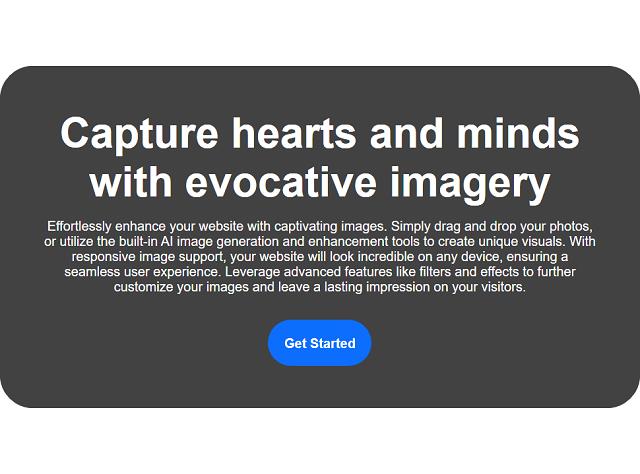 Capture hearts and minds
with evocative imagery
Effortlessly enhance your website with captivating images. Simply drag and drop your photos,
or utilize the built-in AI image generation and enhancement tools to create unique visuals. With
responsive image support, your website will look incredible on any device, ensuring a
seamless user experience. Leverage advanced features like filters and effects to further
customize your images and leave a lasting impression on your visitors.
Get Started